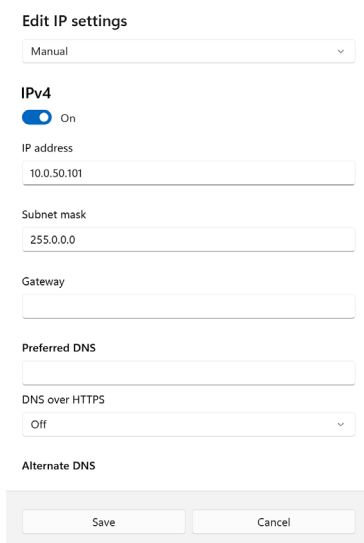 Edit IP settings
Manual
IPv4
On
IP address
10.0.50.101
Subnet mask
255.0.0.0
Gateway
Preferred DNS
DNS over HTTPS
Off
Alternate DNS
Save
Cancel